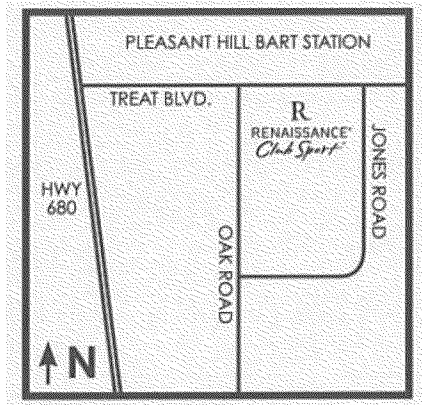 PLEASANT HILL BART STATION
TREAT BLVD.
R
RENAISSANCE®
Club Sport
JONES ROAD
HWY
680
OAK ROAD
N